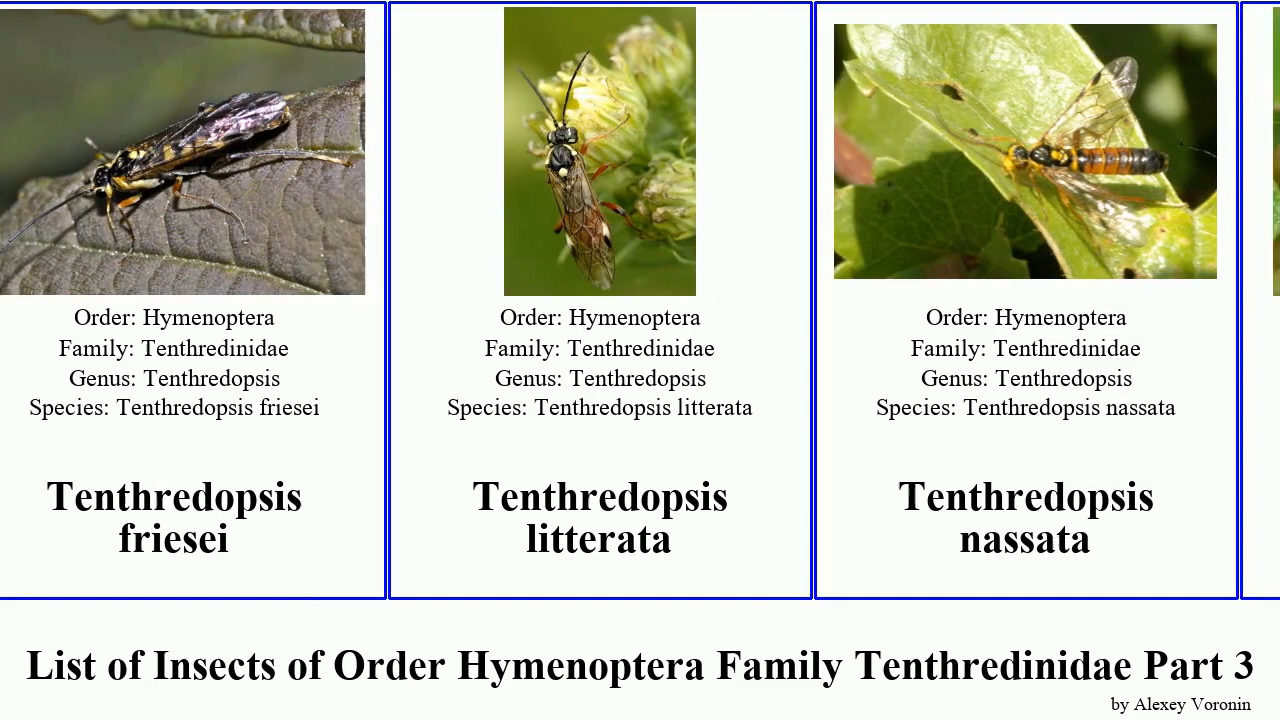 Order: Hymenoptera
Family: Tenthredinidae
Genus: Tenthredopsis
Species: Tenthredopsis friesei
Tenthredopsis
friesei
Order: Hymenoptera
Family: Tenthredinidae
Genus: Tenthredopsis
Species: Tenthredopsis litterata
Tenthredopsis
litterata
Order: Hymenoptera
Family: Tenthredinidae
Genus: Tenthredopsis
Species: Tenthredopsis nassata
Tenthredopsis
nassata
List of Insects of Order Hymenoptera Family Tenthredinidae Part 3
by Alexey Voronin